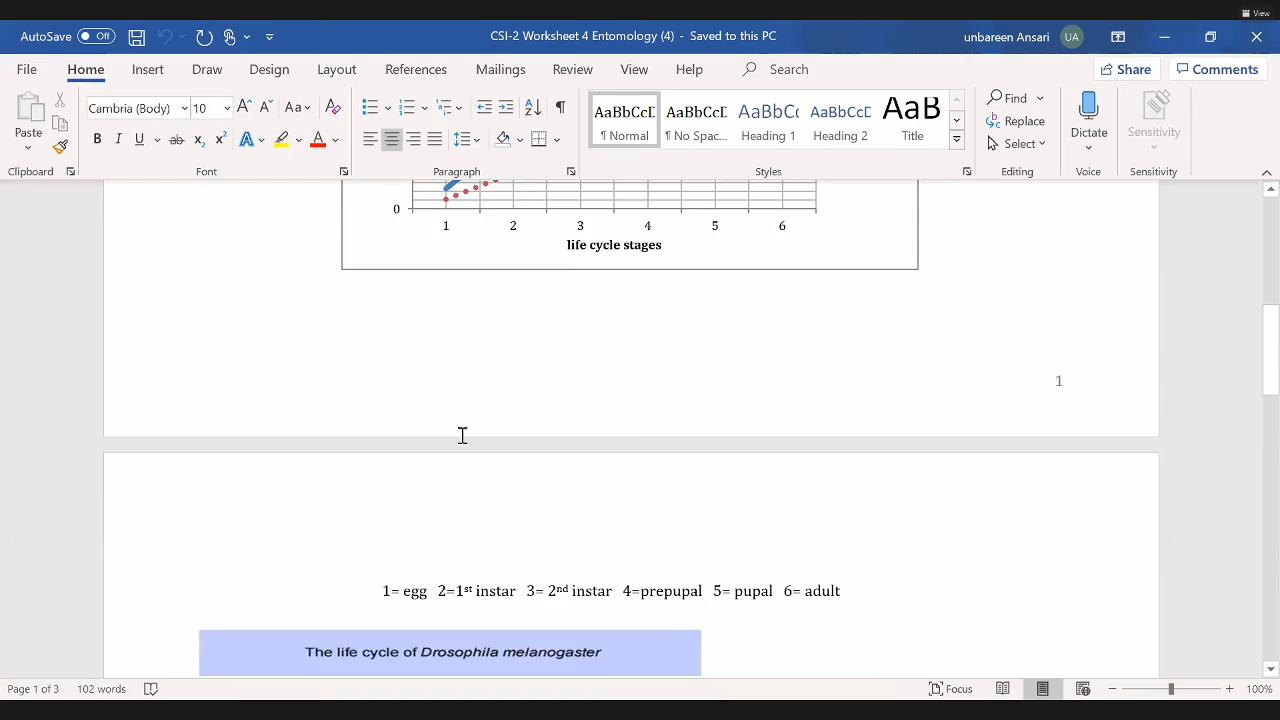 View
AutoSave Off
CSI-2 Worksheet 4 Entomology (4) - Saved to this PC
unbareen Ansari UA
File Home Insert Draw Design Layout References Mailings Review View Help Search Share Comments
Paste
Clipboard
Cambria (Body) 10
Aa
B I U ab x₂ x²
A A
Font
Paragraph
AaBbCcD AaBbCcD AaBbCc AaBbCcD AaB
¶ Normal ¶ No Spac... Heading 1 Heading 2 Title
Styles
Find
Replace
Select
Editing
Dictate
Voice
Sensitivity
Sensitivity
0
1 2 3 4 5 6
life cycle stages
1
1= egg 2=1st instar 3= 2nd instar 4=prepupal 5= pupal 6= adult
The life cycle of Drosophila melanogaster
Page 1 of 3 102 words
Focus
100%